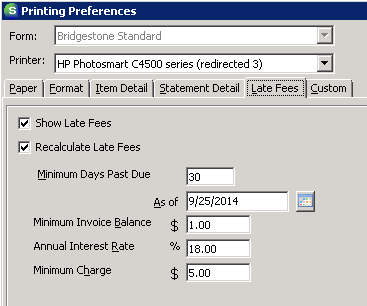 S Printing Preferences
Form: Bridgestone Standard
Printer: HP Photosmart C4500 series (redirected 3)
Paper Format Item Detail Statement Detail Late Fees Custom
Show Late Fees
Recalculate Late Fees
Minimum Days Past Due 30
As of 9/25/2014
Minimum Invoice Balance $ 1.00
Annual Interest Rate % 18.00
Minimum Charge $ 5.00